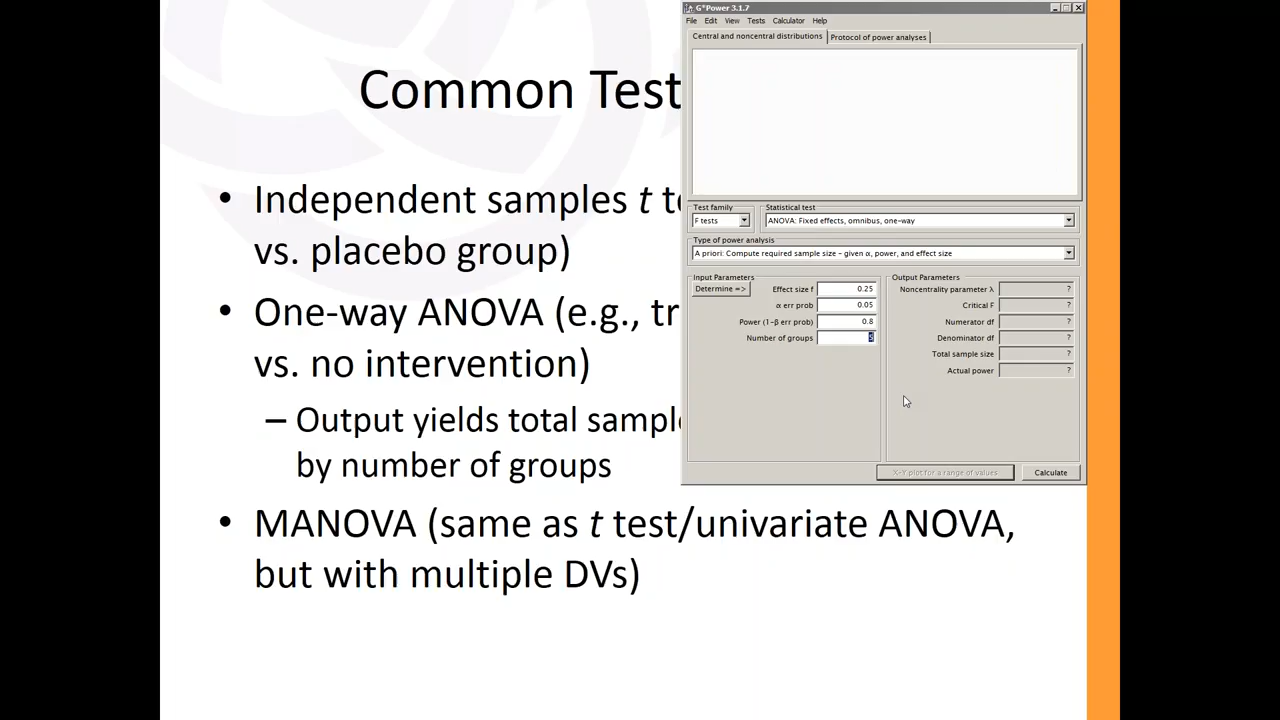 Common Test
• Independent samples t te
vs. placebo group)
• One-way ANOVA (e.g., tr
vs. no intervention)
– Output yields total sample
by number of groups
• MANOVA (same as t test/univariate ANOVA,
but with multiple DVs)
G*Power 3.1.7
File Edit View Tests Calculator Help
Central and noncentral distributions Protocol of power analyses
Test family Statistical test
F tests ANOVA: Fixed effects, omnibus, one-way
Type of power analysis
A priori: Compute required sample size – given α, power, and effect size
Input Parameters Output Parameters
Determine => Effect size f 0.25 Noncentrality parameter λ ?
α err prob 0.05 Critical F ?
Power (1-β err prob) 0.8 Numerator df ?
Number of groups Denominator df ?
Total sample size ?
Actual power ?
X-Y plot for a range of values Calculate